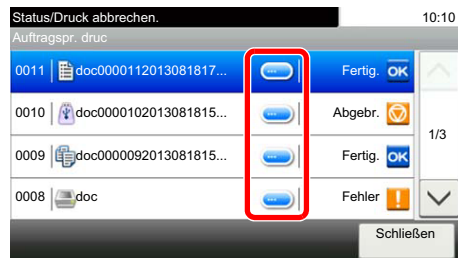 Status/Druck abbrechen. 10:10
Auftragspr. druc
0011 doc0000112013081817... ... Fertig. OK
0010 doc0000102013081815... ... Abgebr.
1/3
0009 doc0000092013081815... ... Fertig. OK
0008 doc ... Fehler !
Schließen